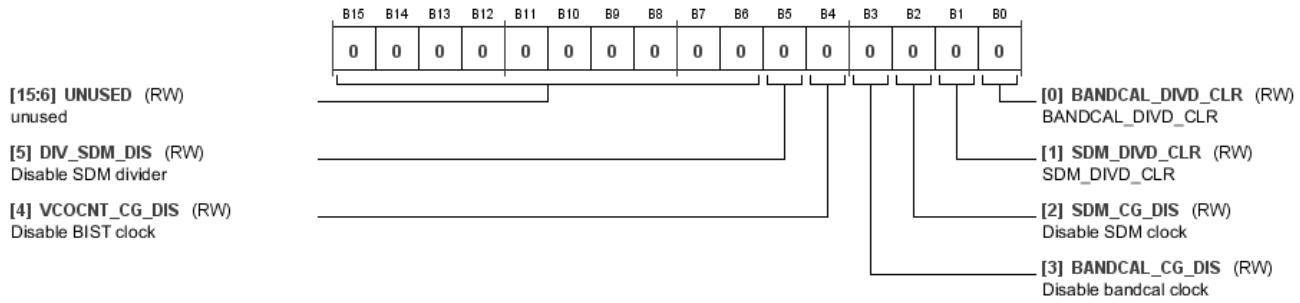 B15 B14 B13 B12 B11 B10 B9 B8 B7 B6 B5 B4 B3 B2 B1 B0
0 0 0 0 0 0 0 0 0 0 0 0 0 0 0 0
[15:6] UNUSED (RW)
unused
[5] DIV_SDM_DIS (RW)
Disable SDM divider
[4] VCOCNT_CG_DIS (RW)
Disable BIST clock
[0] BANDCAL_DIVD_CLR (RW)
BANDCAL_DIVD_CLR
[1] SDM_DIVD_CLR (RW)
SDM_DIVD_CLR
[2] SDM_CG_DIS (RW)
Disable SDM clock
[3] BANDCAL_CG_DIS (RW)
Disable bandcal clock